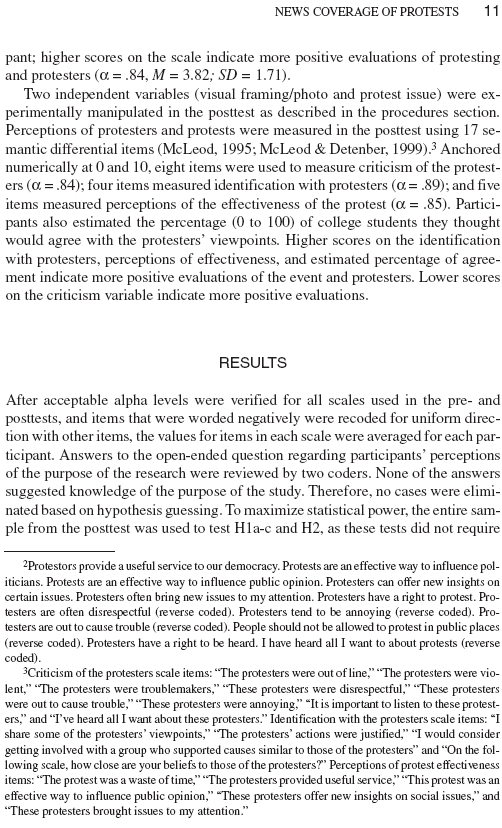 NEWS COVERAGE OF PROTESTS 11
pant; higher scores on the scale indicate more positive evaluations of protesting
and protesters (α = .84, M = 3.82; SD = 1.71).
Two independent variables (visual framing/photo and protest issue) were ex-
perimentally manipulated in the posttest as described in the procedures section.
Perceptions of protesters and protests were measured in the posttest using 17 se-
mantic differential items (McLeod, 1995; McLeod & Detenber, 1999).³ Anchored
numerically at 0 and 10, eight items were used to measure criticism of the protest-
ers (α = .84); four items measured identification with protesters (α = .89); and five
items measured perceptions of the effectiveness of the protest (α = .85). Partici-
pants also estimated the percentage (0 to 100) of college students they thought
would agree with the protesters' viewpoints. Higher scores on the identification
with protesters, perceptions of effectiveness, and estimated percentage of agree-
ment indicate more positive evaluations of the event and protesters. Lower scores
on the criticism variable indicate more positive evaluations.
RESULTS
After acceptable alpha levels were verified for all scales used in the pre- and
posttests, and items that were worded negatively were recoded for uniform direc-
tion with other items, the values for items in each scale were averaged for each par-
ticipant. Answers to the open-ended question regarding participants' perceptions
of the purpose of the research were reviewed by two coders. None of the answers
suggested knowledge of the purpose of the study. Therefore, no cases were elimi-
nated based on hypothesis guessing. To maximize statistical power, the entire sam-
ple from the posttest was used to test H1a-c and H2, as these tests did not require
²Protestors provide a useful service to our democracy. Protests are an effective way to influence pol-
iticians. Protests are an effective way to influence public opinion. Protesters can offer new insights on
certain issues. Protesters often bring new issues to my attention. Protesters have a right to protest. Pro-
testers are often disrespectful (reverse coded). Protesters tend to be annoying (reverse coded). Pro-
testers are out to cause trouble (reverse coded). People should not be allowed to protest in public places
(reverse coded). Protesters have a right to be heard. I have heard all I want to about protests (reverse
coded).
³Criticism of the protesters scale items: “The protesters were out of line,” “The protesters were vio-
lent,” “The protesters were troublemakers,” “These protesters were disrespectful,” “These protesters
were out to cause trouble,” “These protesters were annoying,” “It is important to listen to these protest-
ers,” and “I've heard all I want about these protesters.” Identification with the protesters scale items: “I
share some of the protesters' viewpoints,” “The protesters' actions were justified,” “I would consider
getting involved with a group who supported causes similar to those of the protesters” and “On the fol-
lowing scale, how close are your beliefs to those of the protesters?” Perceptions of protest effectiveness
items: “The protest was a waste of time,” “The protesters provided useful service,” “This protest was an
effective way to influence public opinion,” “These protesters offer new insights on social issues,” and
“These protesters brought issues to my attention.”